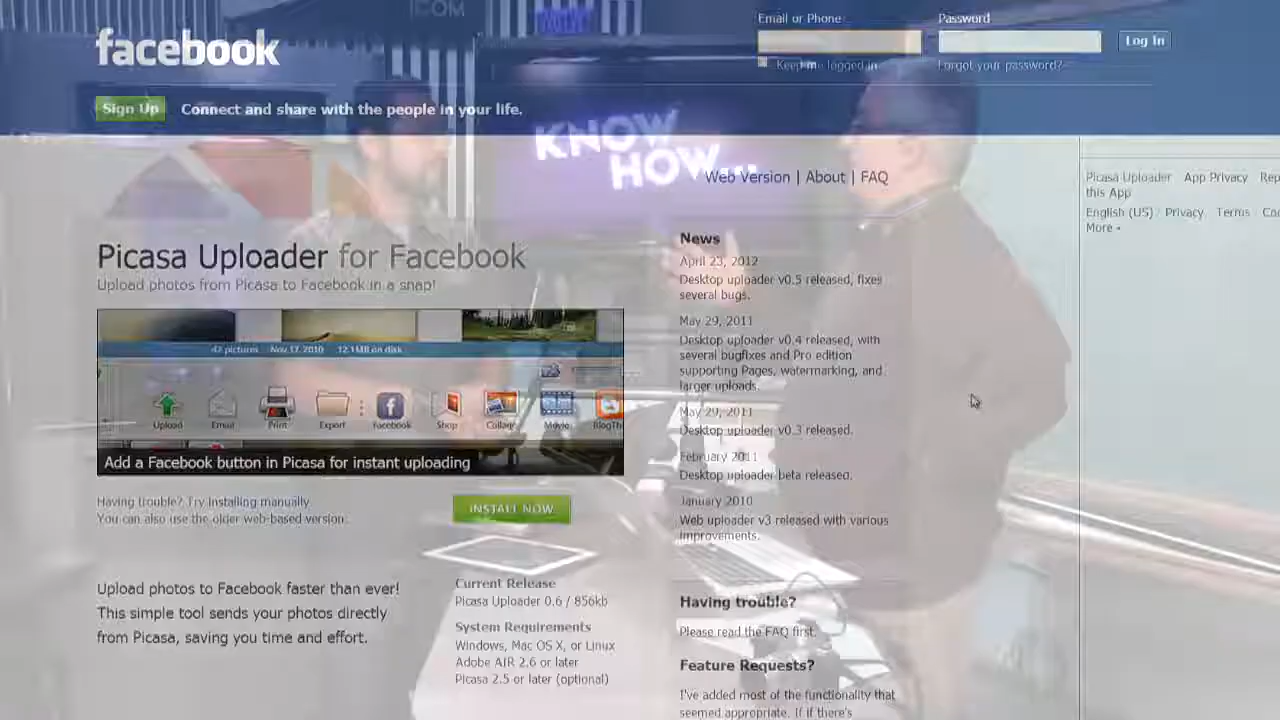 ICOM
facebook
Email or Phone
Password
Log In
Keep me logged in
Forgot your password?
Sign Up
Connect and share with the people in your life.
KNOW
HOW...
Web Version | About | FAQ
Picasa Uploader App Privacy
this App
English (US) Privacy Terms
More
Picasa Uploader for Facebook
Upload photos from Picasa to Facebook in a snap!
47 pictures Nov 17, 2010 12.1MB on disk
Upload Email Print Export Facebook Shop Collage Movie BlogTh
Add a Facebook button in Picasa for instant uploading
Having trouble? Try installing manually
You can also use the older web-based version.
INSTALL NOW
Upload photos to Facebook faster than ever!
This simple tool sends your photos directly
from Picasa, saving you time and effort.
Current Release
Picasa Uploader 0.6 / 856kb
System Requirements
Windows, Mac OS X, or Linux
Adobe AIR 2.6 or later
Picasa 2.5 or later (optional)
News
April 23, 2012
Desktop uploader v0.5 released, fixes
several bugs.
May 29, 2011
Desktop uploader v0.4 released, with
several bugfixes and Pro edition
supporting Pages, watermarking, and
larger uploads.
May 29, 2011
Desktop uploader v0.3 released.
February 2011
Desktop uploader beta released.
January 2010
Web uploader v3 released with various
improvements.
Having trouble?
Please read the FAQ first.
Feature Requests?
I've added most of the functionality that
seemed appropriate. If if there's